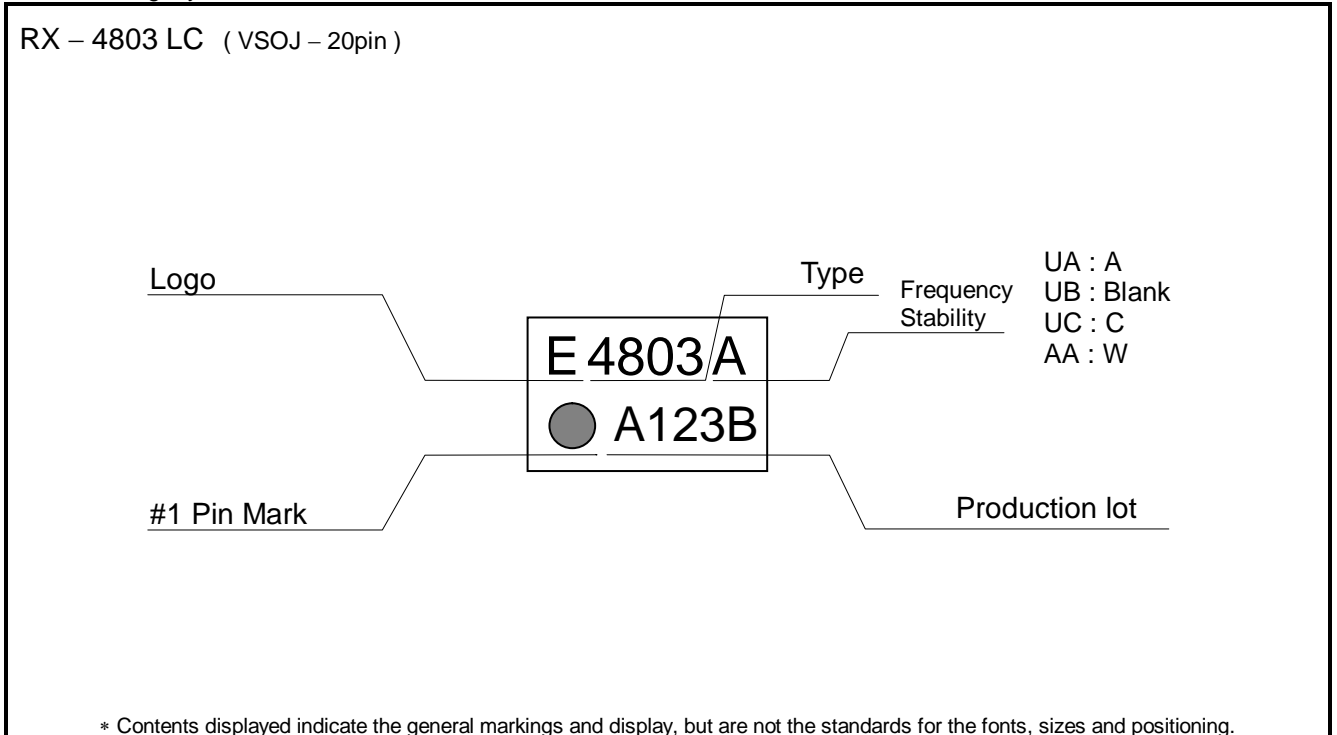 RX – 4803 LC ( VSOJ – 20pin )
Logo
Type
Frequency
Stability
UA : A
UB : Blank
UC : C
AA : W
E 4803 A
A123B
#1 Pin Mark
Production lot
* Contents displayed indicate the general markings and display, but are not the standards for the fonts, sizes and positioning.